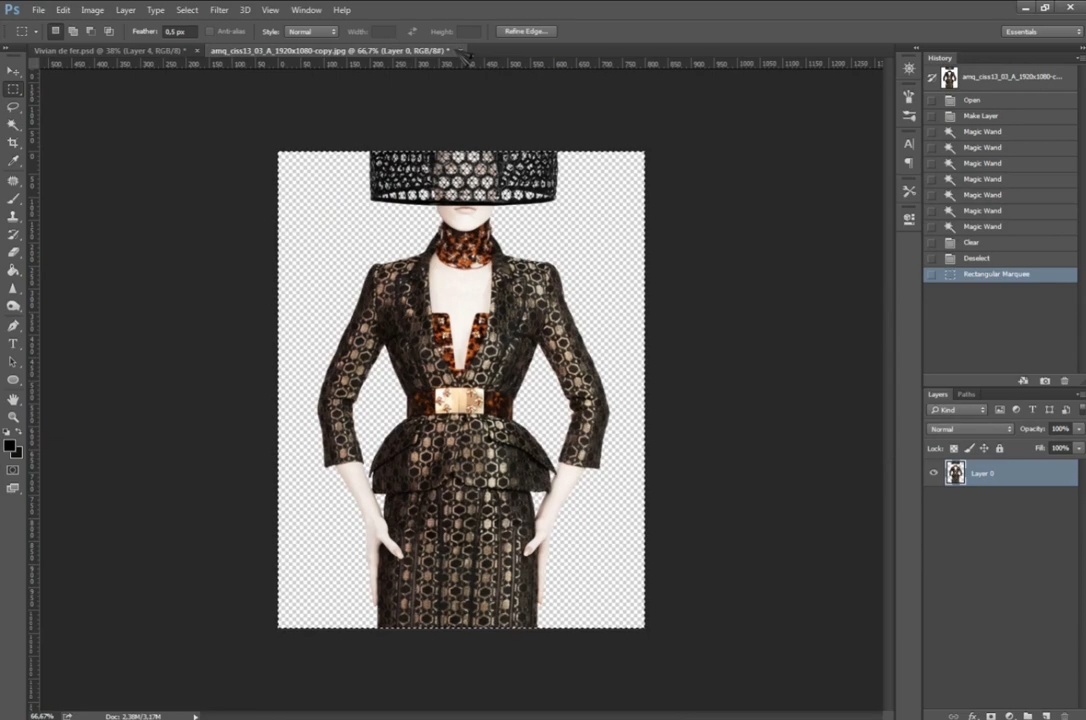 Ps File Edit Image Layer Type Select Filter 3D View Window Help
Feather: 0,5 px Anti-alias Style: Normal Width: Height: Refine Edge... Essentials
Vivian de fer.psd @ 38% (Layer 4, RGB/8) * × amq_ciss13_03_A_1920x1080-copy.jpg @ 66,7% (Layer 0, RGB/8#) *
History
amq_ciss13_03_A_1920x1080-c...
Open
Make Layer
Magic Wand
Magic Wand
Magic Wand
Magic Wand
Magic Wand
Magic Wand
Magic Wand
Clear
Deselect
Rectangular Marquee
Layers Paths
Kind
Normal Opacity: 100%
Lock: Fill: 100%
Layer 0
66,67% Doc: 2,38M/3,17M